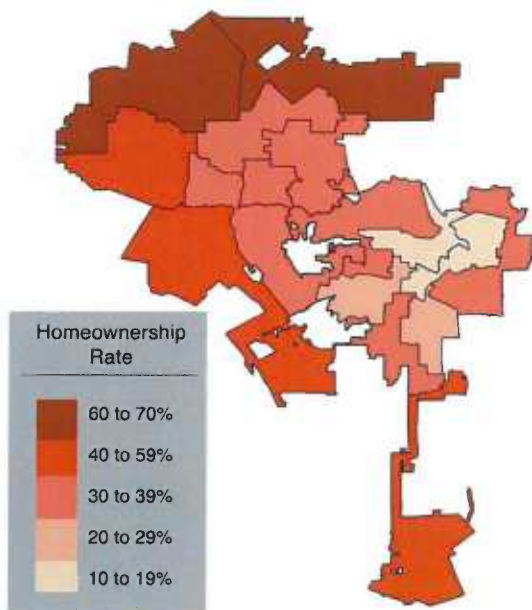 Homeownership
Rate
60 to 70%
40 to 59%
30 to 39%
20 to 29%
10 to 19%